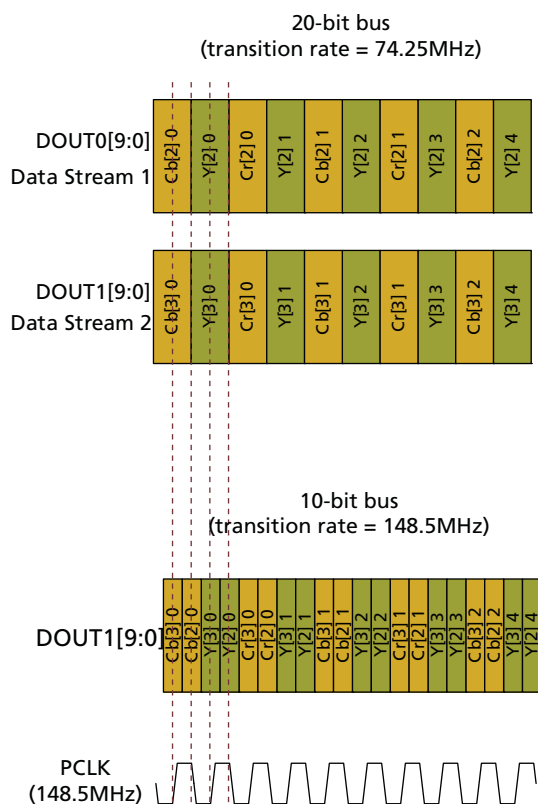 20-bit bus
(transition rate = 74.25MHz)
DOUT0[9:0]
Data Stream 1
Cb[2] 0
Y[2] 0
Cr[2] 0
Y[2] 1
Cb[2] 1
Y[2] 2
Cr[2] 1
Y[2] 3
Cb[2] 2
Y[2] 4
DOUT1[9:0]
Data Stream 2
Cb[3] 0
Y[3] 0
Cr[3] 0
Y[3] 1
Cb[3] 1
Y[3] 2
Cr[3] 1
Y[3] 3
Cb[3] 2
Y[3] 4
10-bit bus
(transition rate = 148.5MHz)
DOUT1[9:0]
Cb[3] 0
Cb[2] 0
Y[3] 0
Y[2] 0
Cr[3] 0
Cr[2] 0
Y[3] 1
Y[2] 1
Cb[3] 1
Cb[2] 1
Y[3] 2
Y[2] 2
Cr[3] 1
Cr[2] 1
Y[3] 3
Y[2] 3
Cb[3] 2
Cb[2] 2
Y[3] 4
Y[2] 4
PCLK
(148.5MHz)